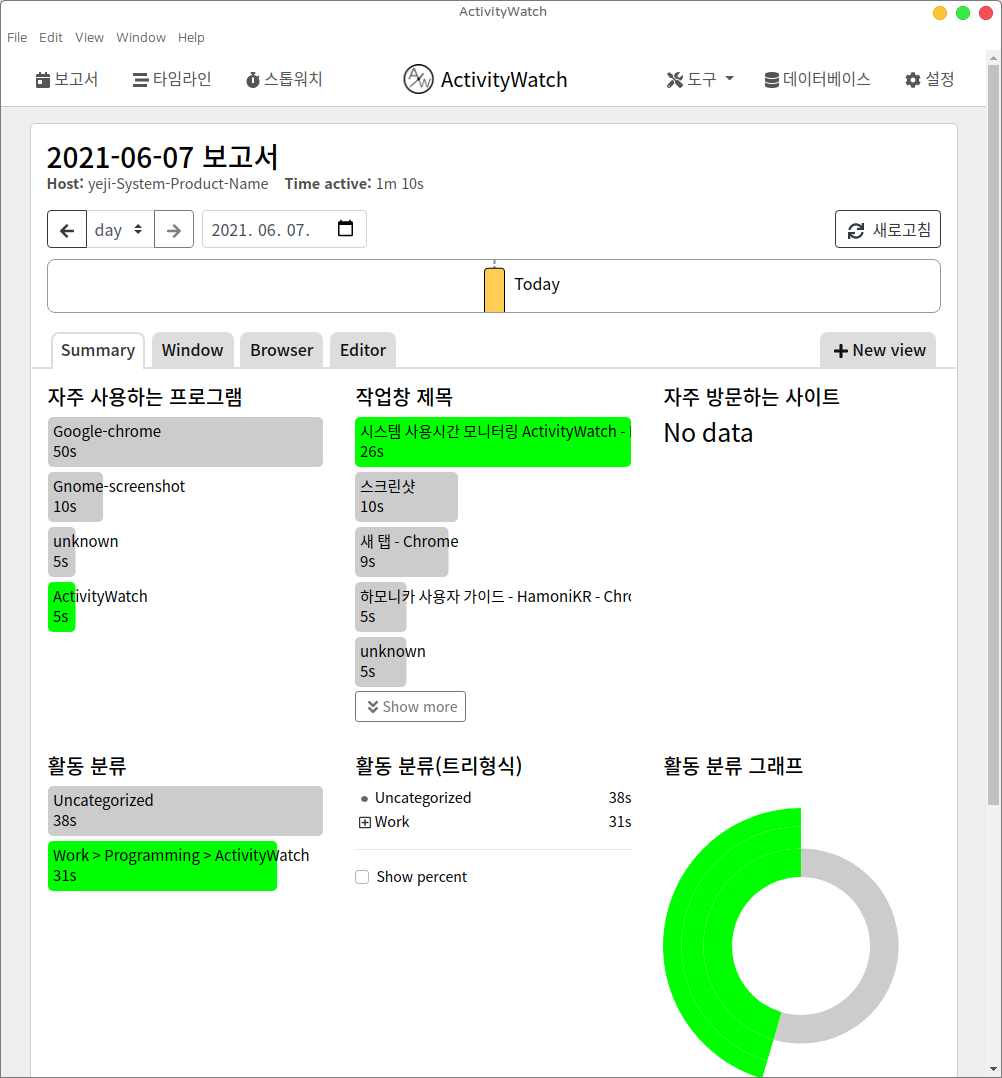 ActivityWatch
File Edit View Window Help
보고서 타임라인 스톱워치 ActivityWatch 도구 데이터베이스 설정
2021-06-07 보고서
Host: yeji-System-Product-Name Time active: 1m 10s
day 2021. 06. 07. 새로고침
Today
Summary Window Browser Editor New view
자주 사용하는 프로그램
Google-chrome
50s
Gnome-screenshot
10s
unknown
5s
ActivityWatch
5s
작업창 제목
시스템 사용시간 모니터링 ActivityWatch -
26s
스크린샷
10s
새 탭 - Chrome
9s
하모니카 사용자 가이드 - HamoniKR - Chro
5s
unknown
5s
Show more
자주 방문하는 사이트
No data
활동 분류
Uncategorized
38s
Work > Programming > ActivityWatch
31s
활동 분류(트리형식)
Uncategorized 38s
Work 31s
Show percent
활동 분류 그래프